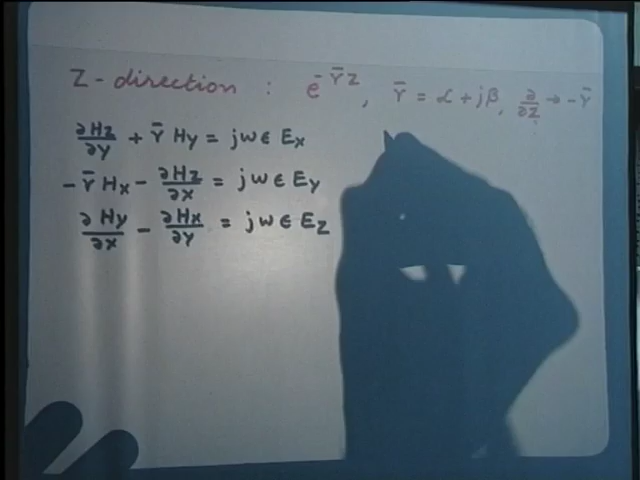 Z-direction : e^{-γ̄z}, γ̄ = α + jβ, ∂/∂z → -γ̄
∂Hz/∂y + γ̄ Hy = jωϵ Ex
-γ̄ Hx - ∂Hz/∂x = jωϵ Ey
∂Hy/∂x - ∂Hx/∂y = jωϵ Ez